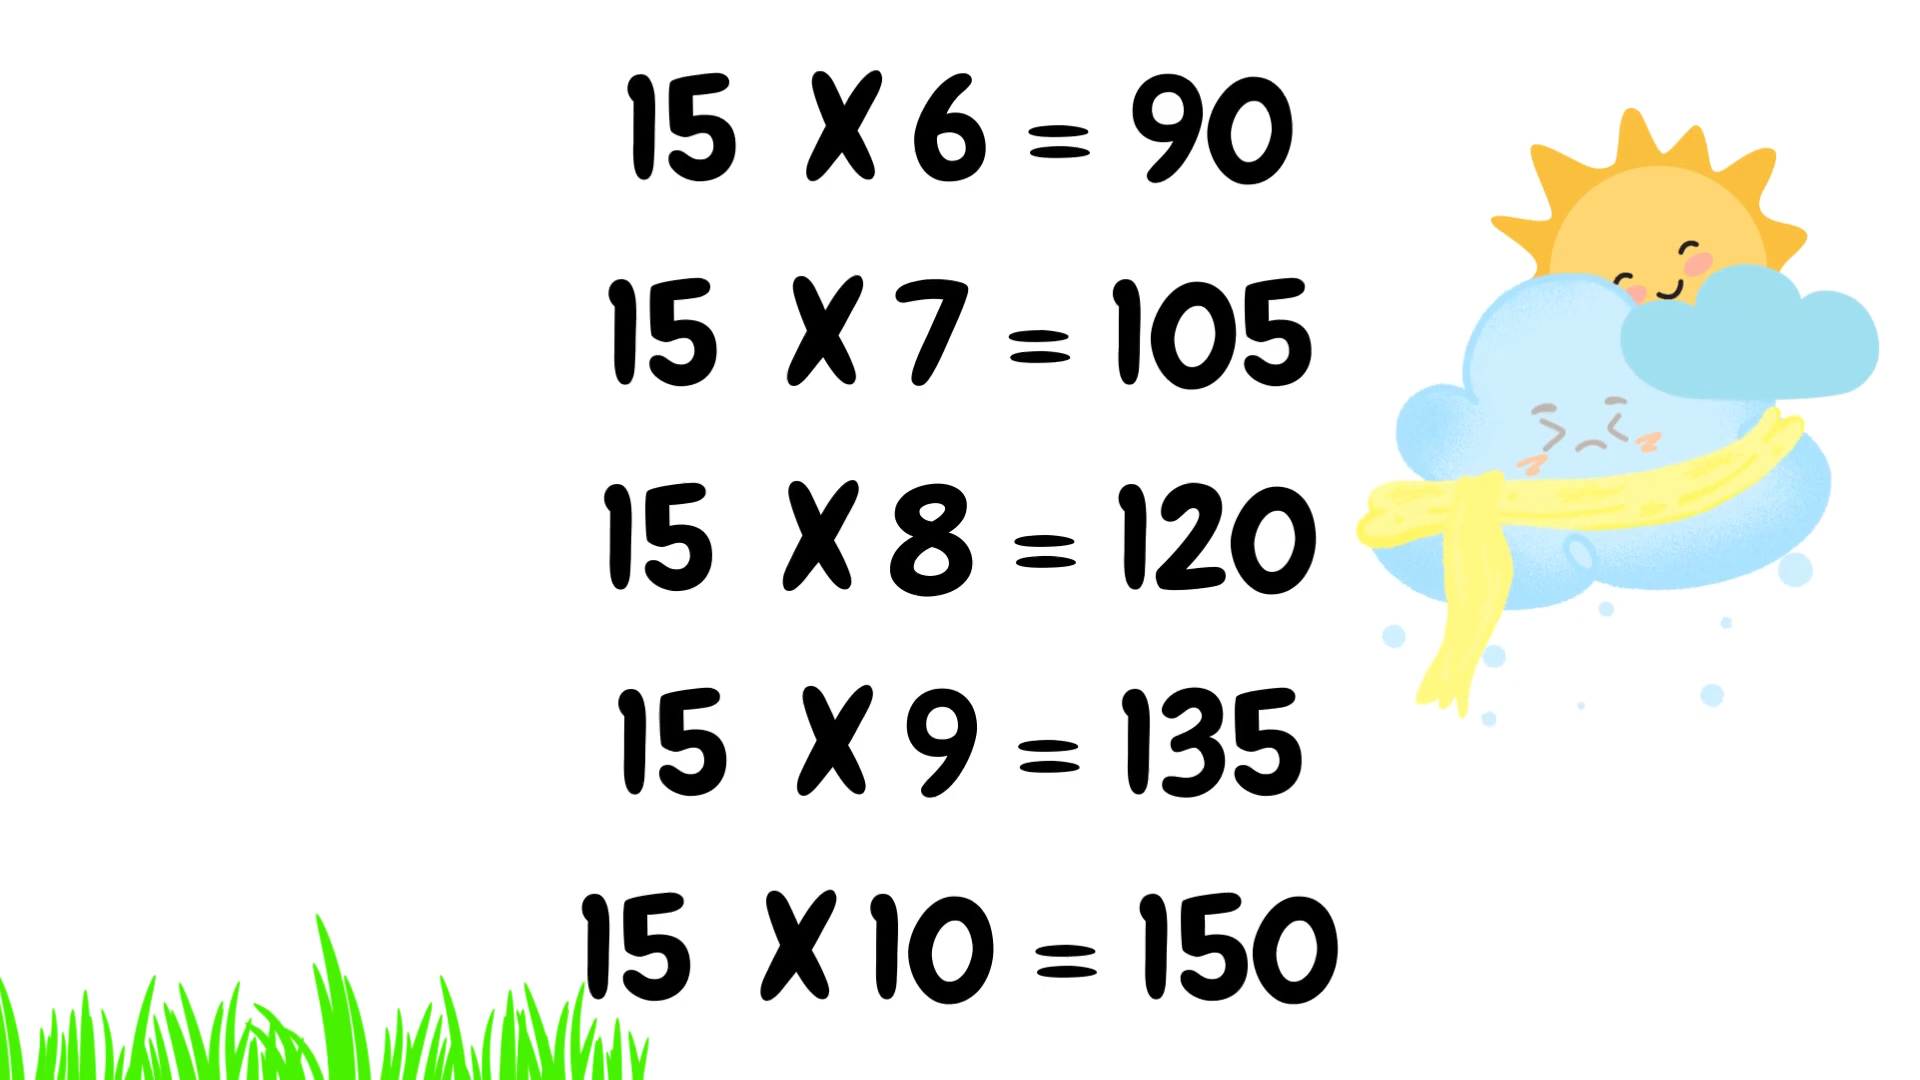 15 X 6 = 90
15 X 7 = 105
15 X 8 = 120
15 X 9 = 135
15 X 10 = 150